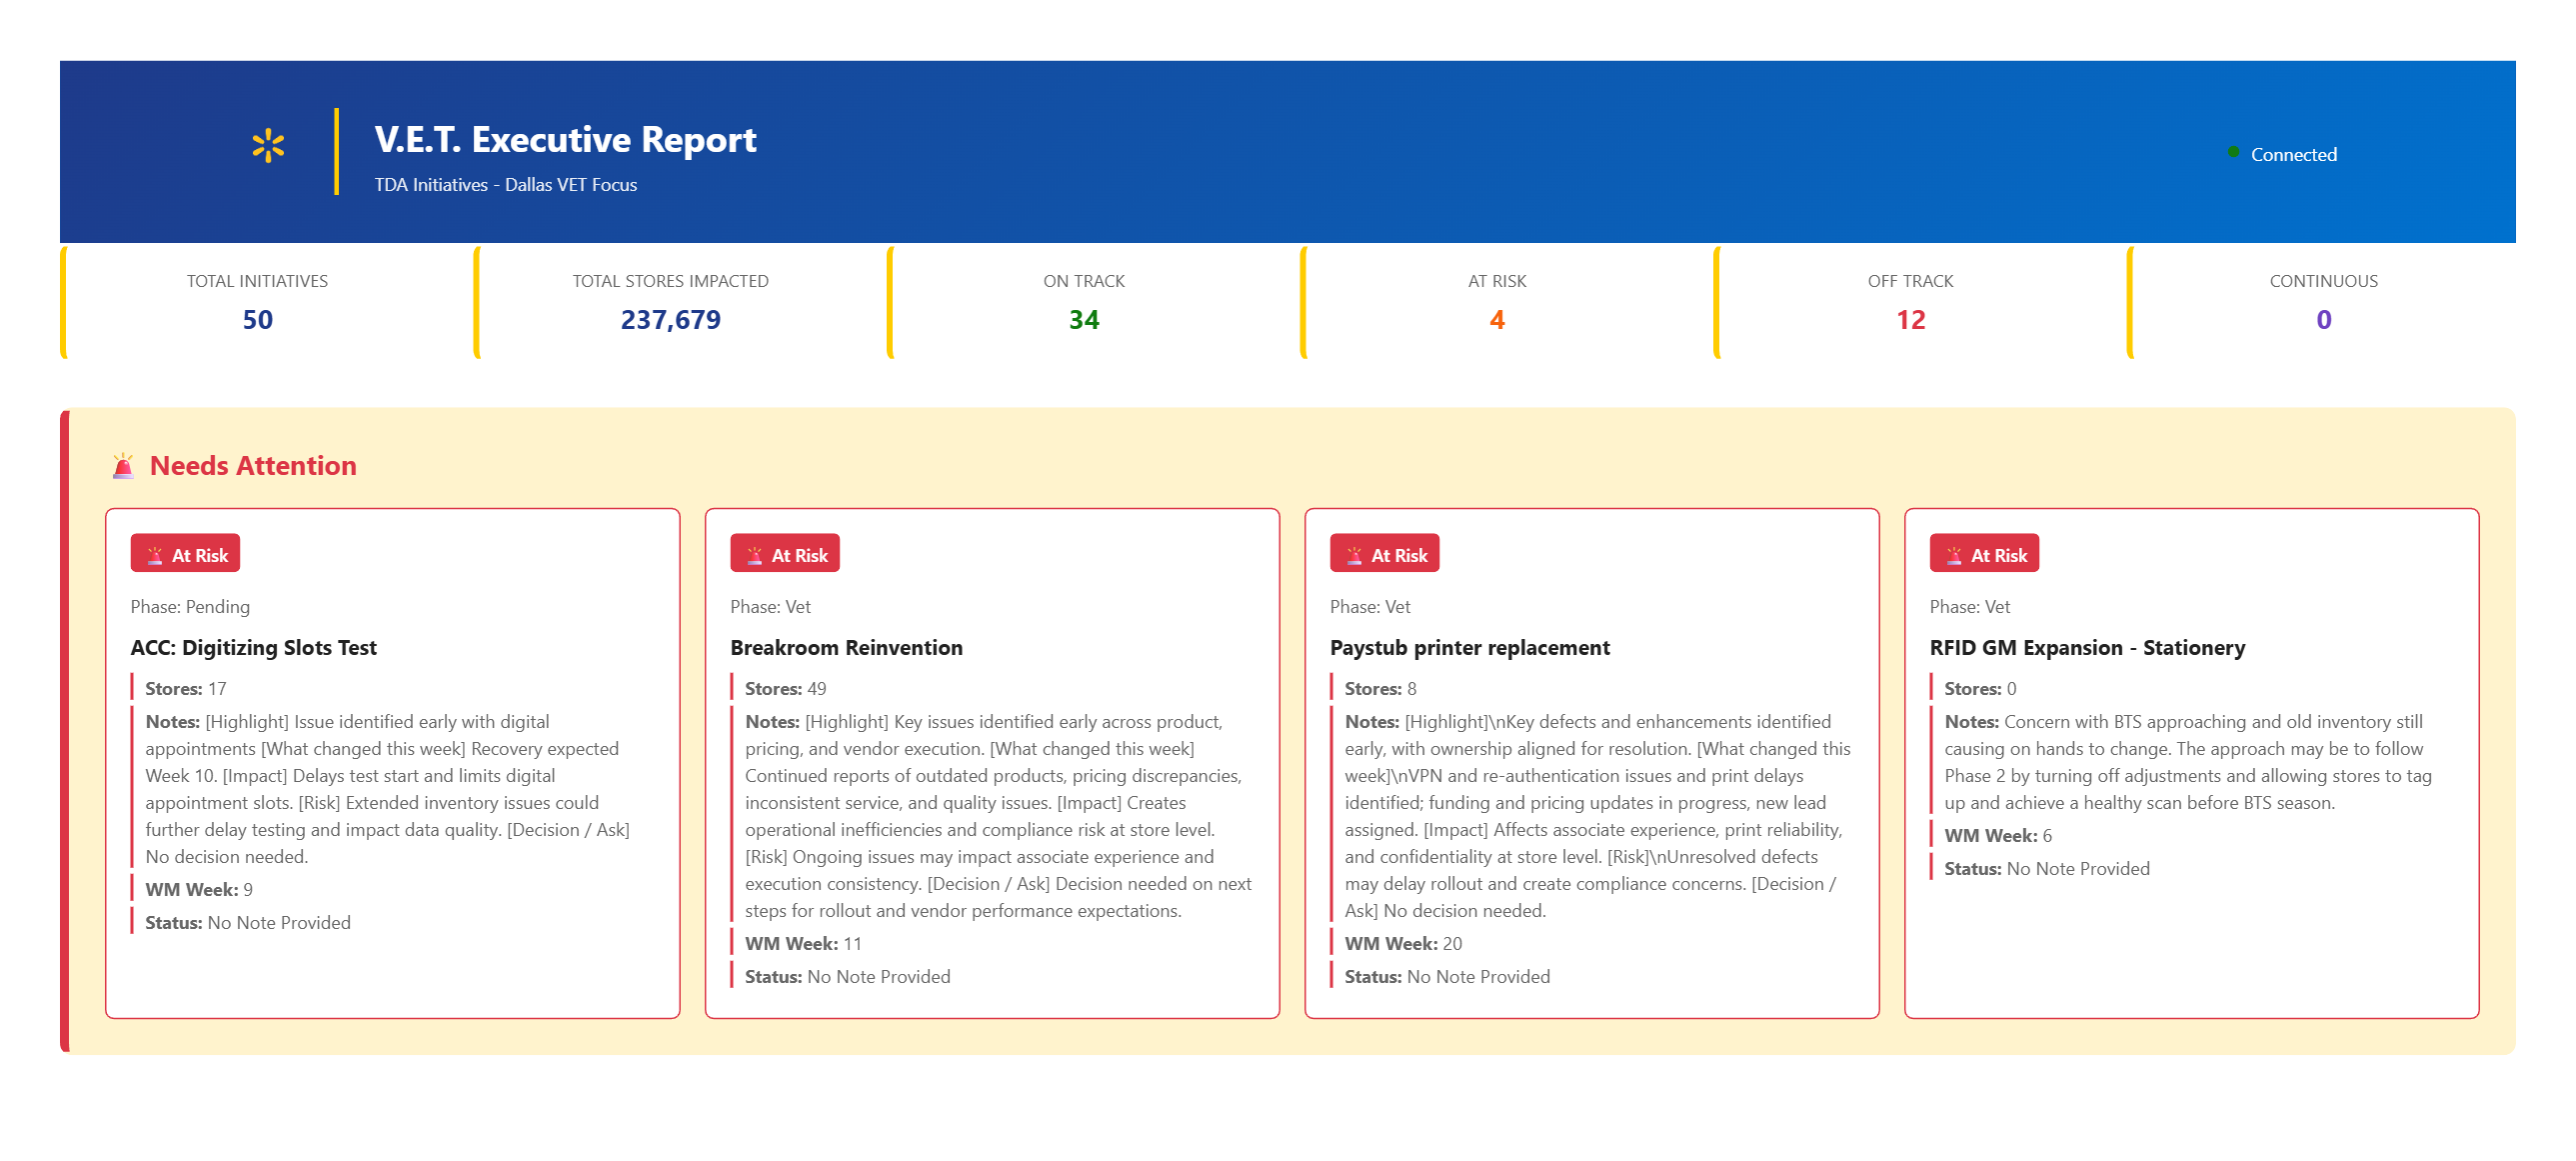 V.E.T. Executive Report
TDA Initiatives - Dallas VET Focus
Connected
TOTAL INITIATIVES
50
TOTAL STORES IMPACTED
237,679
ON TRACK
34
AT RISK
4
OFF TRACK
12
CONTINUOUS
0
Needs Attention
At Risk
Phase: Pending
ACC: Digitizing Slots Test
Stores: 17
Notes: [Highlight] Issue identified early with digital
appointments [What changed this week] Recovery expected
Week 10. [Impact] Delays test start and limits digital
appointment slots. [Risk] Extended inventory issues could
further delay testing and impact data quality. [Decision / Ask]
No decision needed.
WM Week: 9
Status: No Note Provided
At Risk
Phase: Vet
Breakroom Reinvention
Stores: 49
Notes: [Highlight] Key issues identified early across product,
pricing, and vendor execution. [What changed this week]
Continued reports of outdated products, pricing discrepancies,
inconsistent service, and quality issues. [Impact] Creates
operational inefficiencies and compliance risk at store level.
[Risk] Ongoing issues may impact associate experience and
execution consistency. [Decision / Ask] Decision needed on next
steps for rollout and vendor performance expectations.
WM Week: 11
Status: No Note Provided
At Risk
Phase: Vet
Paystub printer replacement
Stores: 8
Notes: [Highlight]\nKey defects and enhancements identified
early, with ownership aligned for resolution. [What changed this
week]\nVPN and re-authentication issues and print delays
identified; funding and pricing updates in progress, new lead
assigned. [Impact] Affects associate experience, print reliability,
and confidentiality at store level. [Risk]\nUnresolved defects
may delay rollout and create compliance concerns. [Decision /
Ask] No decision needed.
WM Week: 20
Status: No Note Provided
At Risk
Phase: Vet
RFID GM Expansion - Stationery
Stores: 0
Notes: Concern with BTS approaching and old inventory still
causing on hands to change. The approach may be to follow
Phase 2 by turning off adjustments and allowing stores to tag
up and achieve a healthy scan before BTS season.
WM Week: 6
Status: No Note Provided